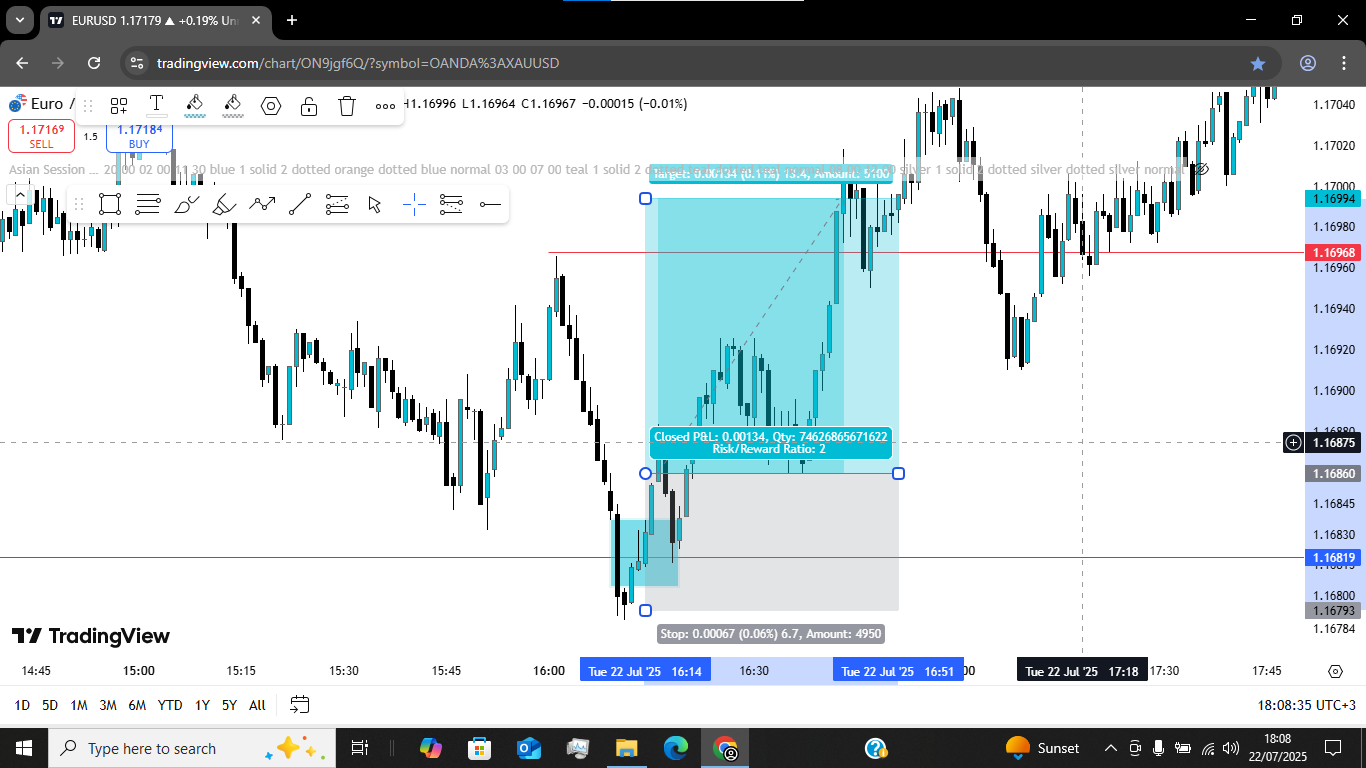 EURUSD 1.17179 ▲ +0.19% Un
tradingview.com/chart/ON9jgf6Q/?symbol=OANDA%3AXAUUSD
Euro /
T
H1.16996 L1.16964 C1.16967 −0.00015 (−0.01%)
1.17169
SELL
1.5
1.17184
BUY
Asian Session ... 20 00 02 00 11 30 blue 1 solid 2 dotted orange dotted blue normal 03 00 07 00 teal 1 solid 2 silver 1 solid 2 dotted silver dotted silver normal
Target: 0.00134 (0.11%) 13.4, Amount: 5100
Closed P&L: 0.00134, Qty: 74626865671622
Risk/Reward Ratio: 2
Stop: 0.00067 (0.06%) 6.7, Amount: 4950
1.17040
1.17020
1.17000
1.16994
1.16980
1.16968
1.16960
1.16940
1.16920
1.16900
1.16880
1.16875
1.16860
1.16845
1.16830
1.16819
1.16800
1.16793
1.16784
TradingView
14:45 15:00 15:15 15:30 15:45 16:00 Tue 22 Jul '25 16:14 16:30 Tue 22 Jul '25 16:51 00 Tue 22 Jul '25 17:18 17:30 17:45
1D 5D 1M 3M 6M YTD 1Y 5Y All
18:08:35 UTC+3
Type here to search
Sunset
18:08
22/07/2025